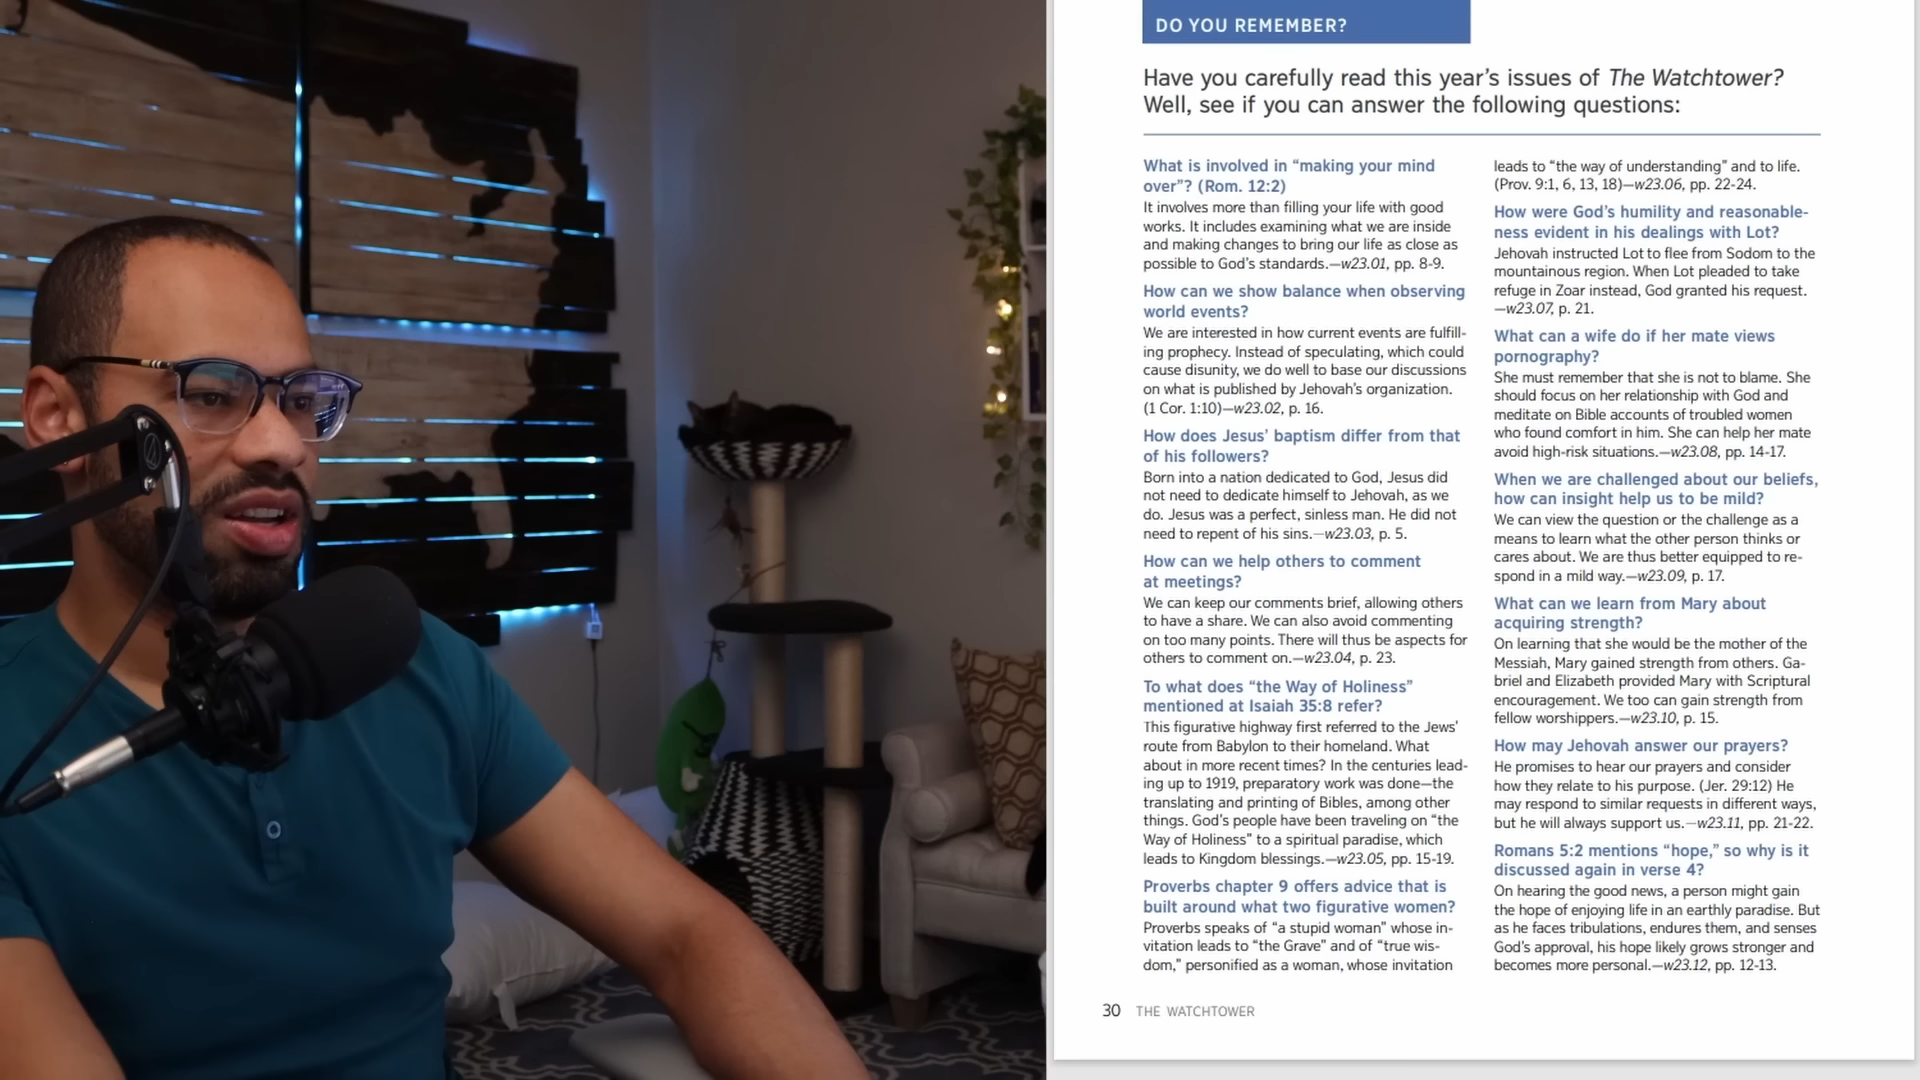 DO YOU REMEMBER?
Have you carefully read this year's issues of The Watchtower?
Well, see if you can answer the following questions:
What is involved in “making your mind
over”? (Rom. 12:2)
It involves more than filling your life with good
works. It includes examining what we are inside
and making changes to bring our life as close as
possible to God's standards.—w23.01, pp. 8-9.
How can we show balance when observing
world events?
We are interested in how current events are fulfill-
ing prophecy. Instead of speculating, which could
cause disunity, we do well to base our discussions
on what is published by Jehovah's organization.
(1 Cor. 1:10)—w23.02, p. 16.
How does Jesus' baptism differ from that
of his followers?
Born into a nation dedicated to God, Jesus did
not need to dedicate himself to Jehovah, as we
do. Jesus was a perfect, sinless man. He did not
need to repent of his sins.—w23.03, p. 5.
How can we help others to comment
at meetings?
We can keep our comments brief, allowing others
to have a share. We can also avoid commenting
on too many points. There will thus be aspects for
others to comment on.—w23.04, p. 23.
To what does “the Way of Holiness”
mentioned at Isaiah 35:8 refer?
This figurative highway first referred to the Jews'
route from Babylon to their homeland. What
about in more recent times? In the centuries lead-
ing up to 1919, preparatory work was done—the
translating and printing of Bibles, among other
things. God's people have been traveling on “the
Way of Holiness” to a spiritual paradise, which
leads to Kingdom blessings.—w23.05, pp. 15-19.
Proverbs chapter 9 offers advice that is
built around what two figurative women?
Proverbs speaks of “a stupid woman” whose in-
vitation leads to “the Grave” and of “true wis-
dom,” personified as a woman, whose invitation
leads to “the way of understanding” and to life.
(Prov. 9:1, 6, 13, 18)—w23.06, pp. 22-24.
How were God's humility and reasonable-
ness evident in his dealings with Lot?
Jehovah instructed Lot to flee from Sodom to the
mountainous region. When Lot pleaded to take
refuge in Zoar instead, God granted his request.
—w23.07, p. 21.
What can a wife do if her mate views
pornography?
She must remember that she is not to blame. She
should focus on her relationship with God and
meditate on Bible accounts of troubled women
who found comfort in him. She can help her mate
avoid high-risk situations.—w23.08, pp. 14-17.
When we are challenged about our beliefs,
how can insight help us to be mild?
We can view the question or the challenge as a
means to learn what the other person thinks or
cares about. We are thus better equipped to re-
spond in a mild way.—w23.09, p. 17.
What can we learn from Mary about
acquiring strength?
On learning that she would be the mother of the
Messiah, Mary gained strength from others. Ga-
briel and Elizabeth provided Mary with Scriptural
encouragement. We too can gain strength from
fellow worshippers.—w23.10, p. 15.
How may Jehovah answer our prayers?
He promises to hear our prayers and consider
how they relate to his purpose. (Jer. 29:12) He
may respond to similar requests in different ways,
but he will always support us.—w23.11, pp. 21-22.
Romans 5:2 mentions “hope,” so why is it
discussed again in verse 4?
On hearing the good news, a person might gain
the hope of enjoying life in an earthly paradise. But
as he faces tribulations, endures them, and senses
God's approval, his hope likely grows stronger and
becomes more personal.—w23.12, pp. 12-13.
30 THE WATCHTOWER